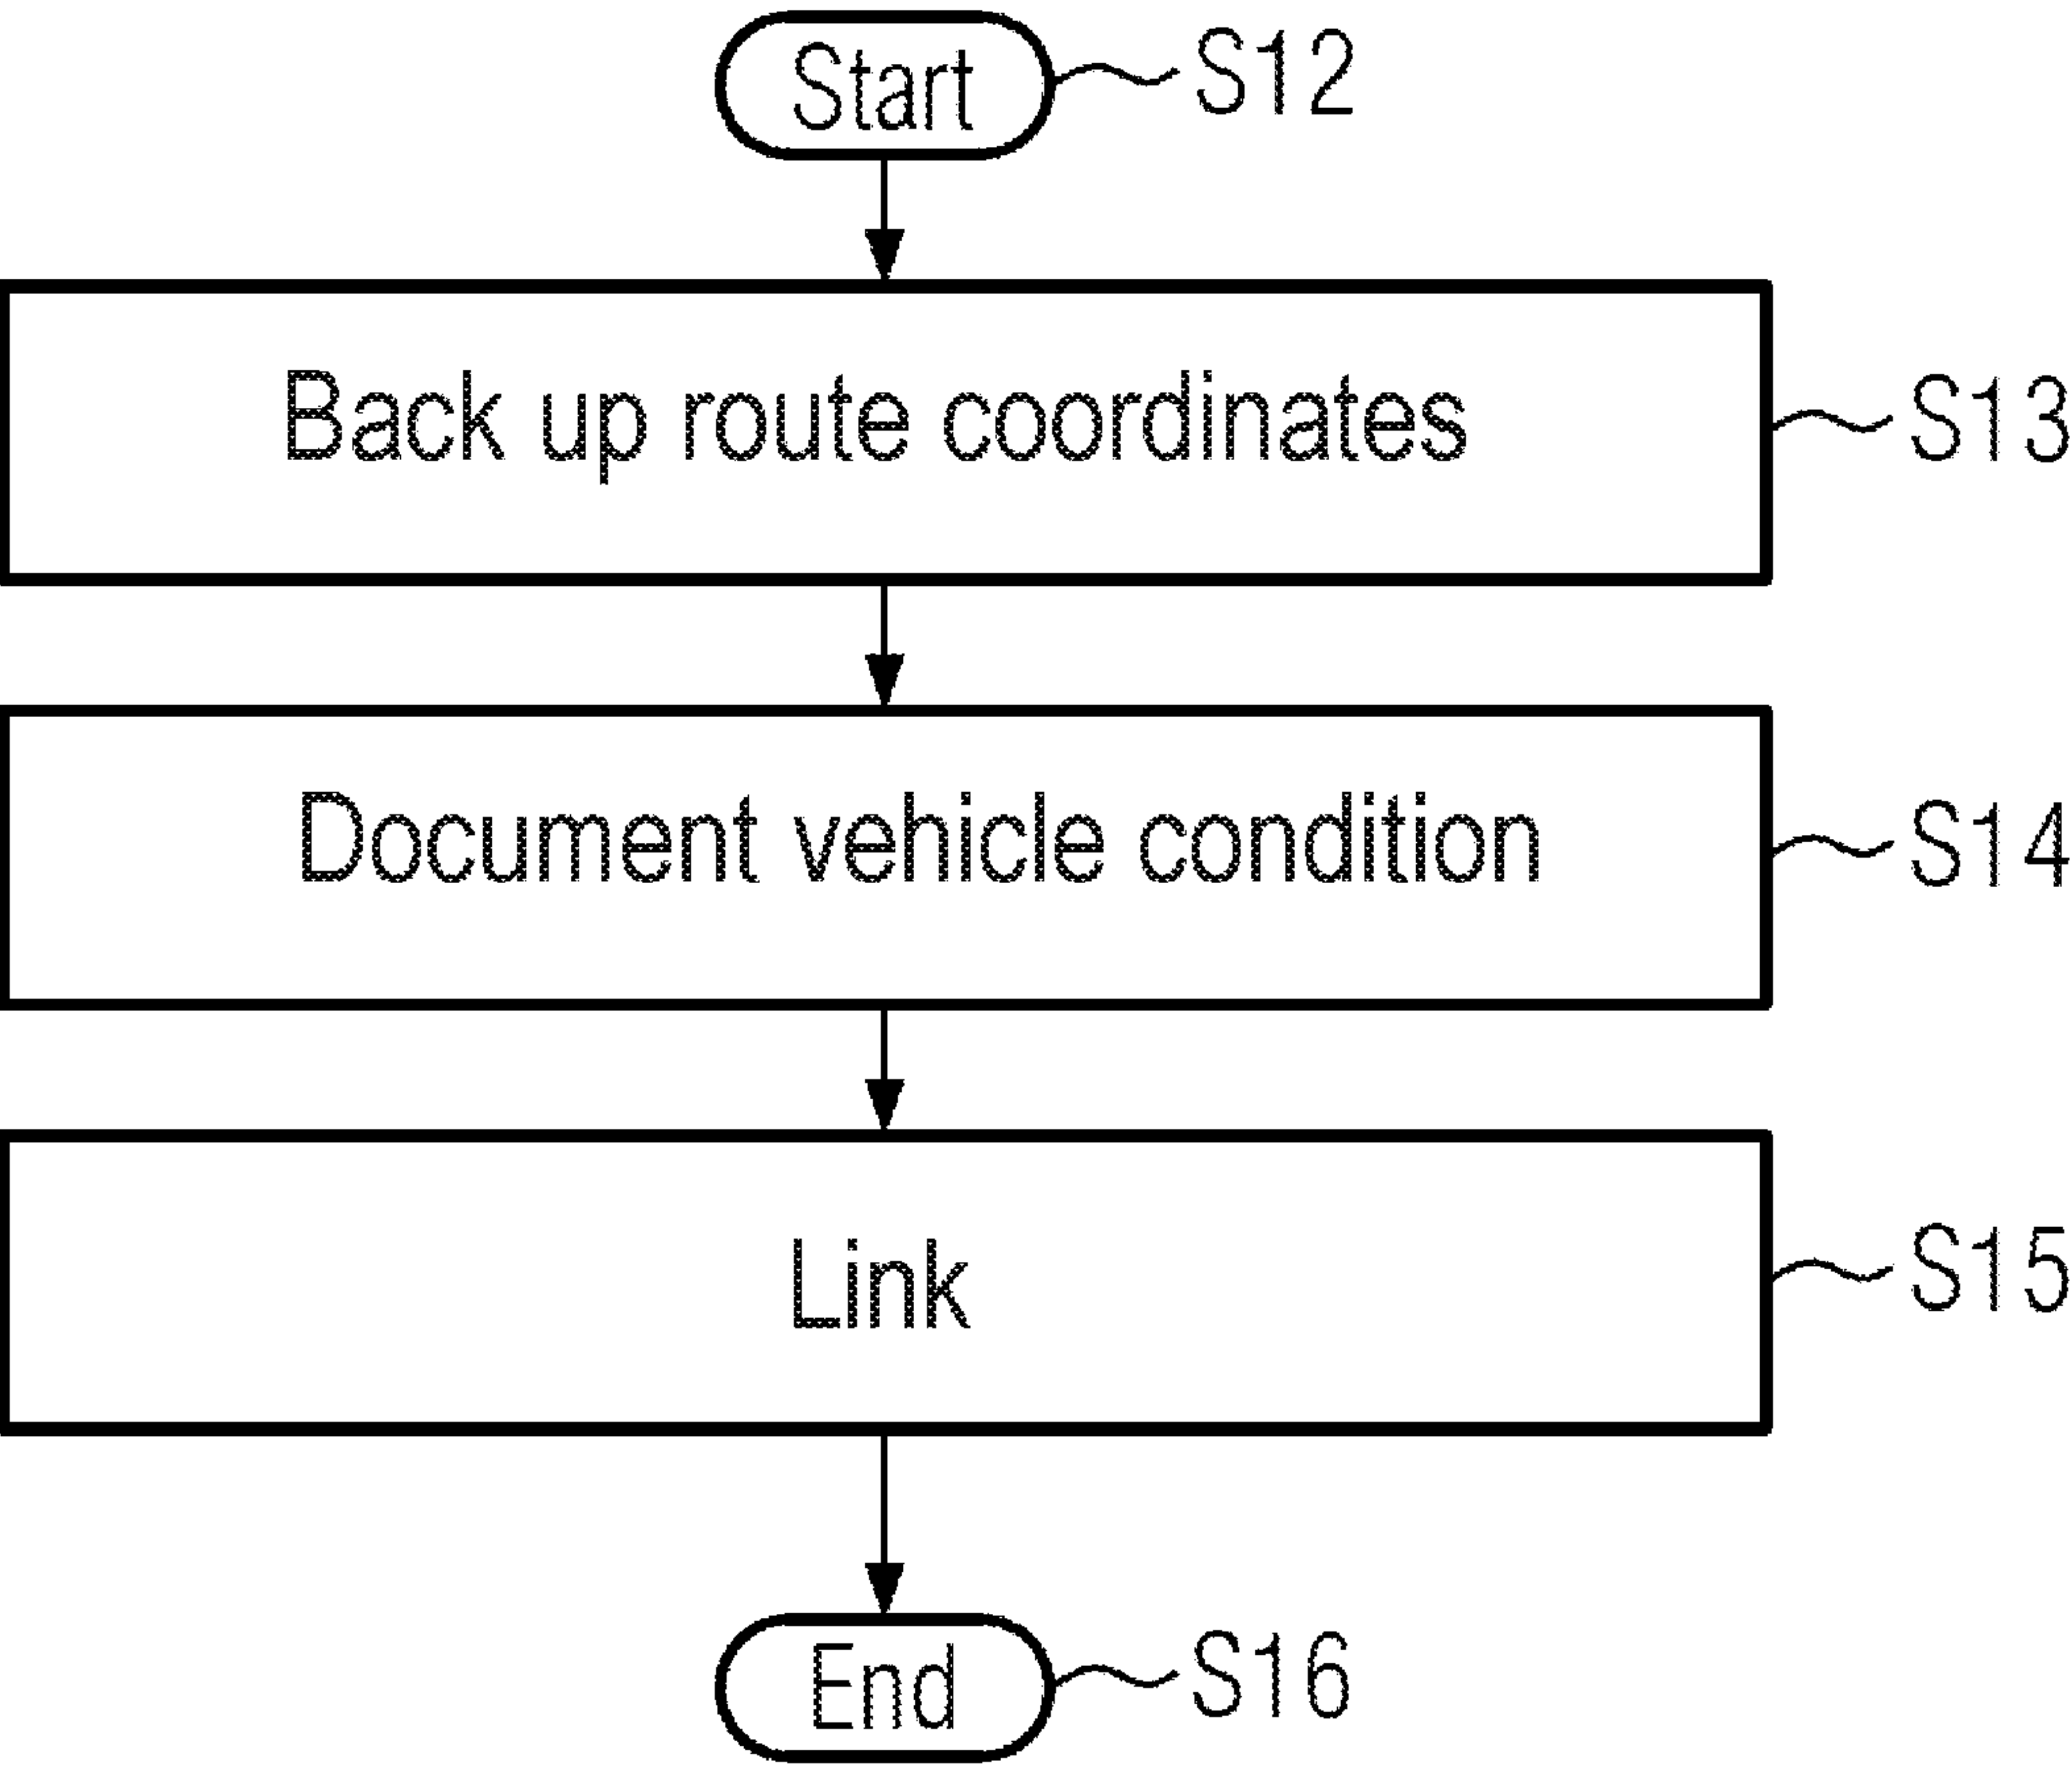 Start S12
Back up route coordinates S13
Document vehicle condition S14
Link S15
End S16